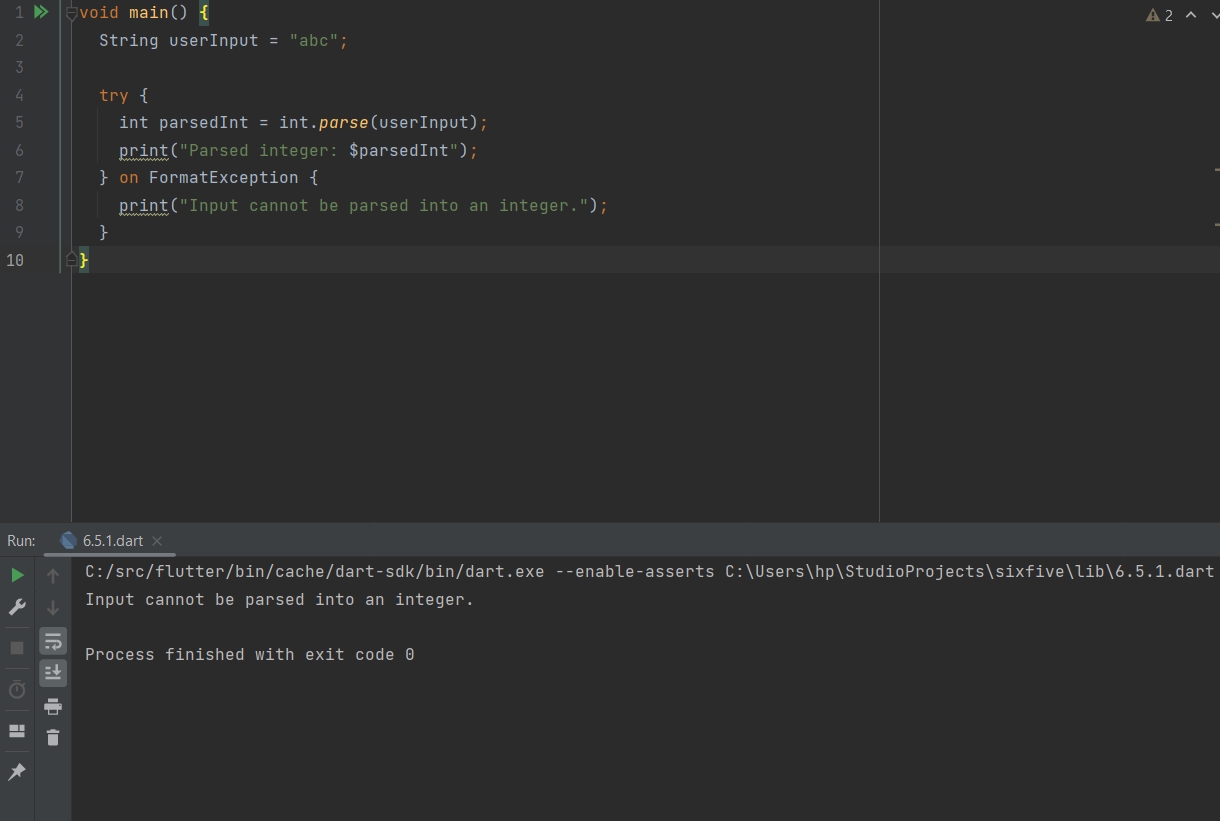 2
1 void main() {
2 String userInput = "abc";
3
4 try {
5 int parsedInt = int.parse(userInput);
6 print("Parsed integer: $parsedInt");
7 } on FormatException {
8 print("Input cannot be parsed into an integer.");
9 }
10 }
Run: 6.5.1.dart
C:/src/flutter/bin/cache/dart-sdk/bin/dart.exe --enable-asserts C:\Users\hp\StudioProjects\sixfive\lib\6.5.1.dart
Input cannot be parsed into an integer.
Process finished with exit code 0